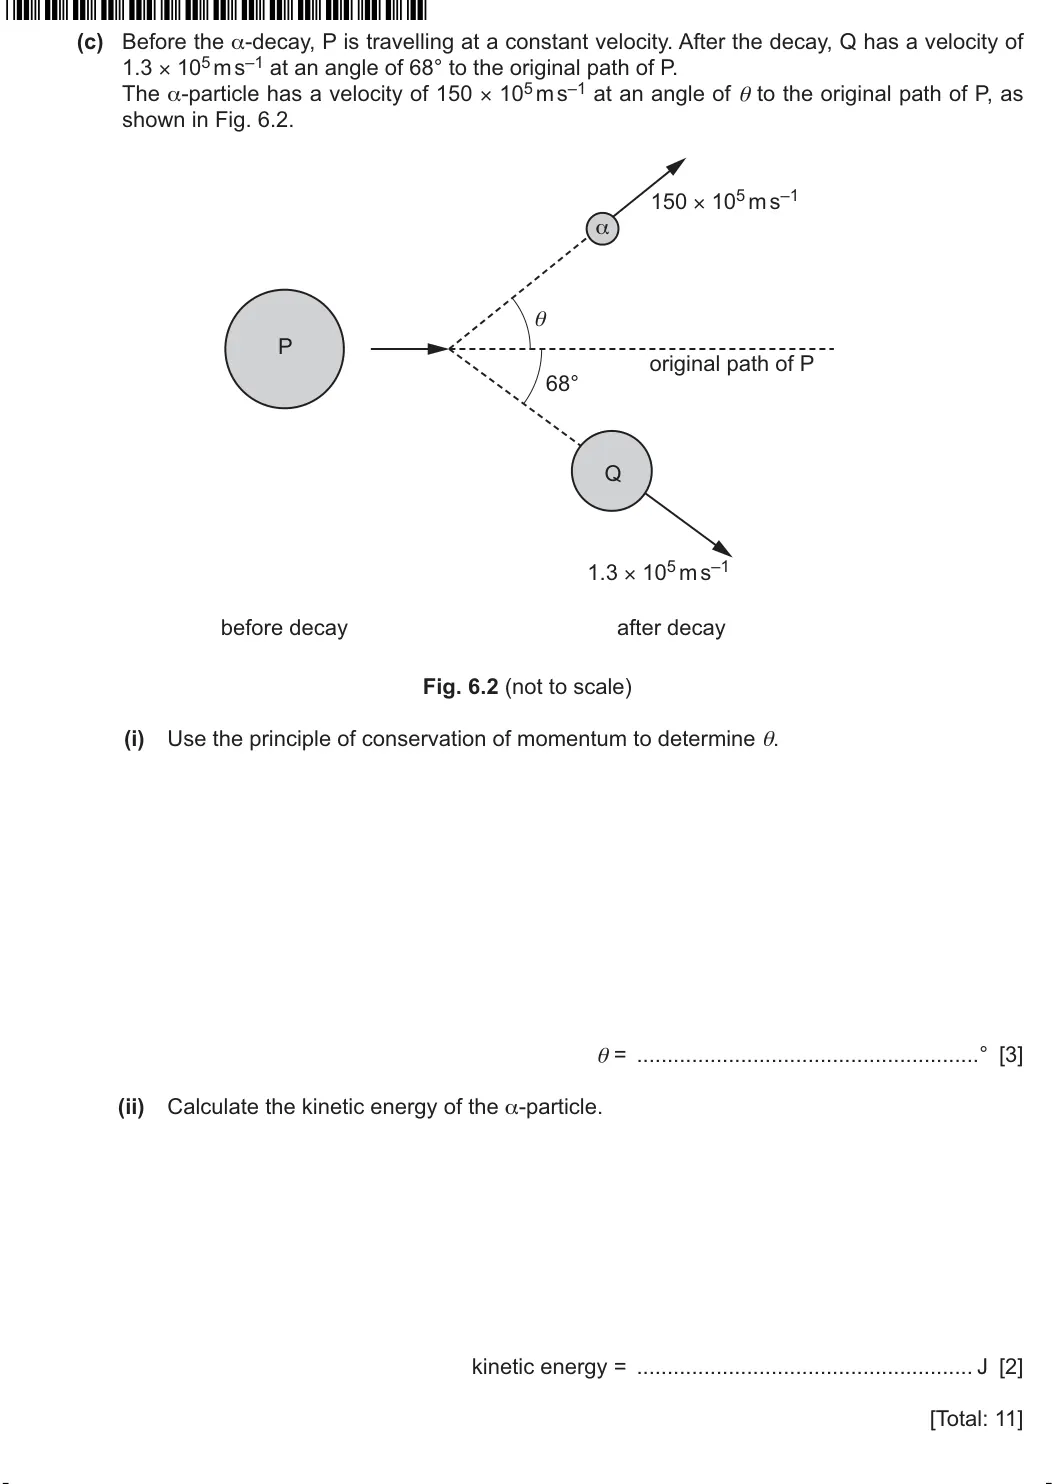 (c) Before the α-decay, P is travelling at a constant velocity. After the decay, Q has a velocity of
1.3 × 10⁵ m s⁻¹ at an angle of 68° to the original path of P.
The α-particle has a velocity of 150 × 10⁵ m s⁻¹ at an angle of θ to the original path of P, as
shown in Fig. 6.2.
150 × 10⁵ m s⁻¹
α
θ
P
original path of P
68°
Q
1.3 × 10⁵ m s⁻¹
before decay after decay
Fig. 6.2 (not to scale)
(i) Use the principle of conservation of momentum to determine θ.
θ = ........................................................° [3]
(ii) Calculate the kinetic energy of the α-particle.
kinetic energy = ....................................................... J [2]
[Total: 11]